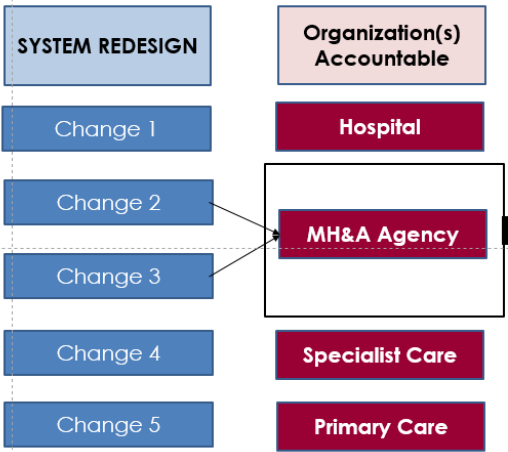 SYSTEM REDESIGN
Organization(s)
Accountable
Change 1
Hospital
Change 2
MH&A Agency
Change 3
Change 4
Specialist Care
Change 5
Primary Care